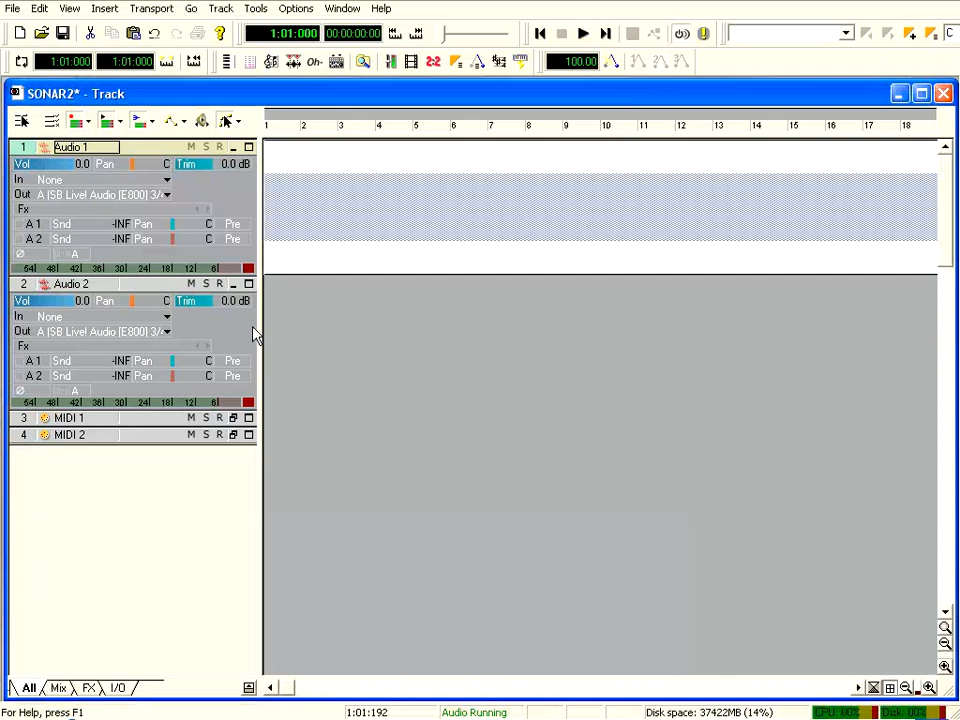 File Edit View Insert Transport Go Track Tools Options Window Help
1:01:000 00:00:00:00
1:01:000 1:01:000 Oh- 2:2 100.00
SONAR2* - Track
1 2 3 4 5 6 7 8 9 10 11 12 13 14 15 16 17 18
1 Audio 1 M S R
Vol 0.0 Pan C Trim 0.0 dB
In None
Out A (SB Live! Audio [E800] 3/
Fx
A 1 Snd -INF Pan C Pre
A 2 Snd -INF Pan C Pre
A
54 48 42 36 30 24 18 12 6
2 Audio 2 M S R
Vol 0.0 Pan C Trim 0.0 dB
In None
Out A (SB Live! Audio [E800] 3/
Fx
A 1 Snd -INF Pan C Pre
A 2 Snd -INF Pan C Pre
A
54 48 42 36 30 24 18 12 6
3 MIDI 1 M S R
4 MIDI 2 M S R
All Mix FX I/O
For Help, press F1 1:01:192 Audio Running Disk space: 37422MB (14%) CPU: 00% Disk: 00%